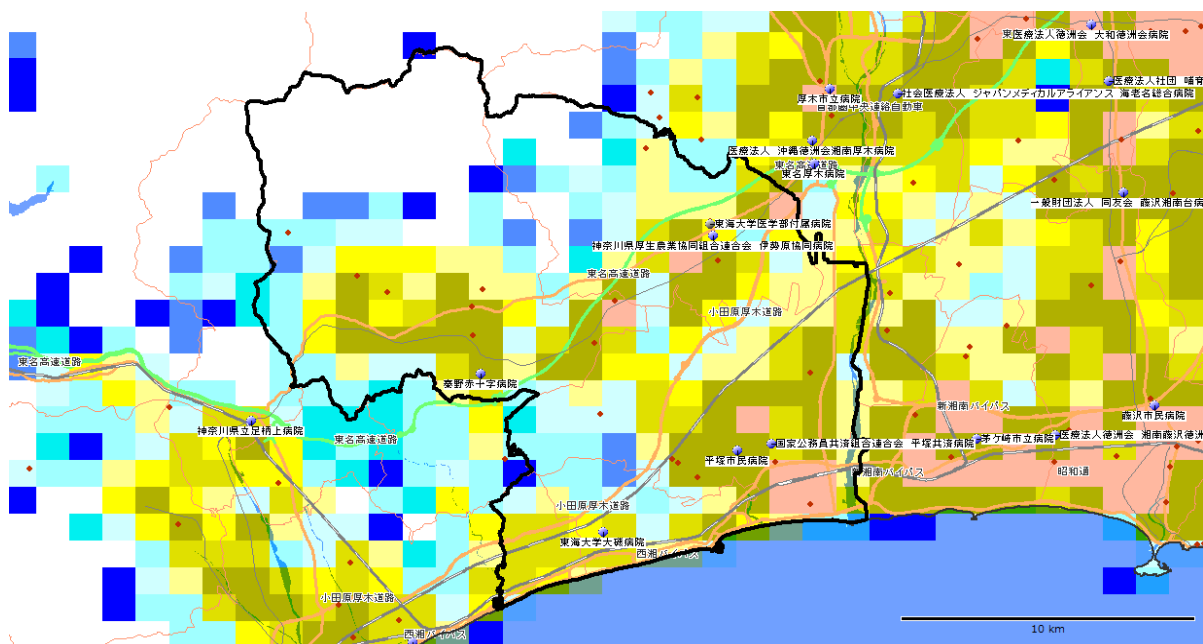 東医療法人徳洲会 大和徳洲会病院
医療法人社団 哺育
厚木市立病院
社会医療法人 ジャパンメディカルアライアンス 海老名総合病院
首都圏中央連絡自動車
医療法人 沖縄徳洲会湘南厚木病院
東名高速道路
東名厚木病院
一般財団法人 同友会 藤沢湘南台病
東海大学医学部付属病院
神奈川県厚生農業協同組合連合会 伊勢原協同病院
東名高速道路
小田原厚木道路
東名高速道路
秦野赤十字病院
新湘南バイパス
藤沢市民病院
神奈川県立足柄上病院
東名高速道路
国家公務員共済組合連合会 平塚共済病院
茅ケ崎市立病院
医療法人徳洲会 湘南藤沢徳洲
平塚市民病院
新湘南バイパス
昭和通
小田原厚木道路
東海大学大磯病院
西湘バイパス
小田原厚木道路
西湘バイパス
10 km